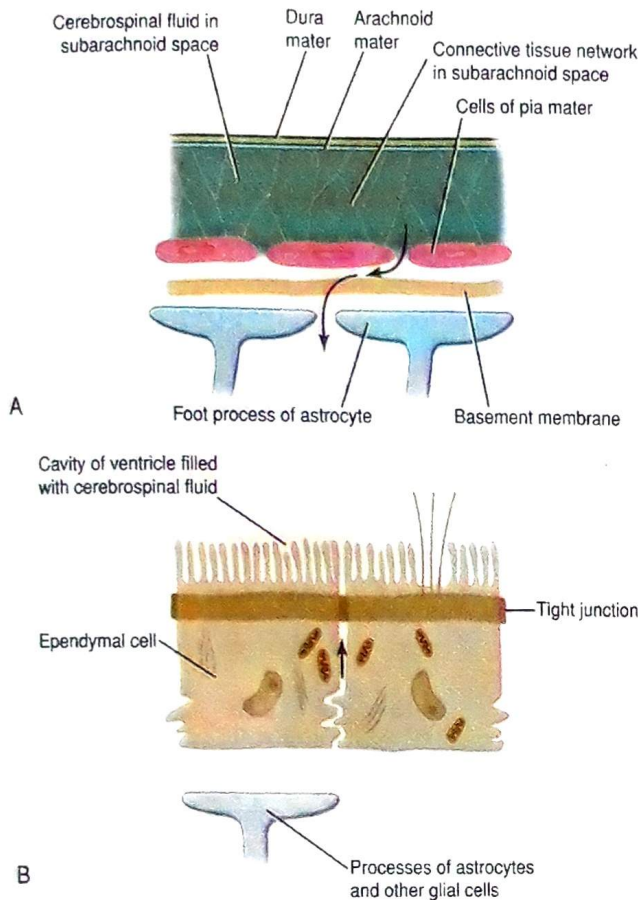 Cerebrospinal fluid in
subarachnoid space
Dura
mater
Arachnoid
mater
Connective tissue network
in subarachnoid space
Cells of pia mater
A
Foot process of astrocyte
Basement membrane
Cavity of ventricle filled
with cerebrospinal fluid
Tight junction
Ependymal cell
B
Processes of astrocytes
and other glial cells